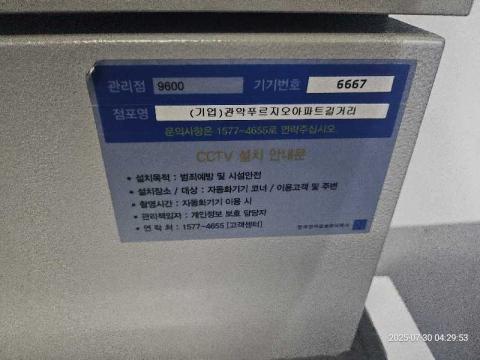 관리점 9600 기기번호 6667
점포명 (기업)관악푸르지오아파트길거리
문의사항은 1577-4655로 연락주십시오.
CCTV 설치 안내문
• 설치목적 : 범죄예방 및 시설안전
• 설치장소 / 대상 : 자동화기기 코너 / 이용고객 및 주변
• 촬영시간 : 자동화기기 이용 시
• 관리책임자 : 개인정보 보호 담당자
• 연 락 처 : 1577-4655 [고객센터]
2025-07-30 04:29:53